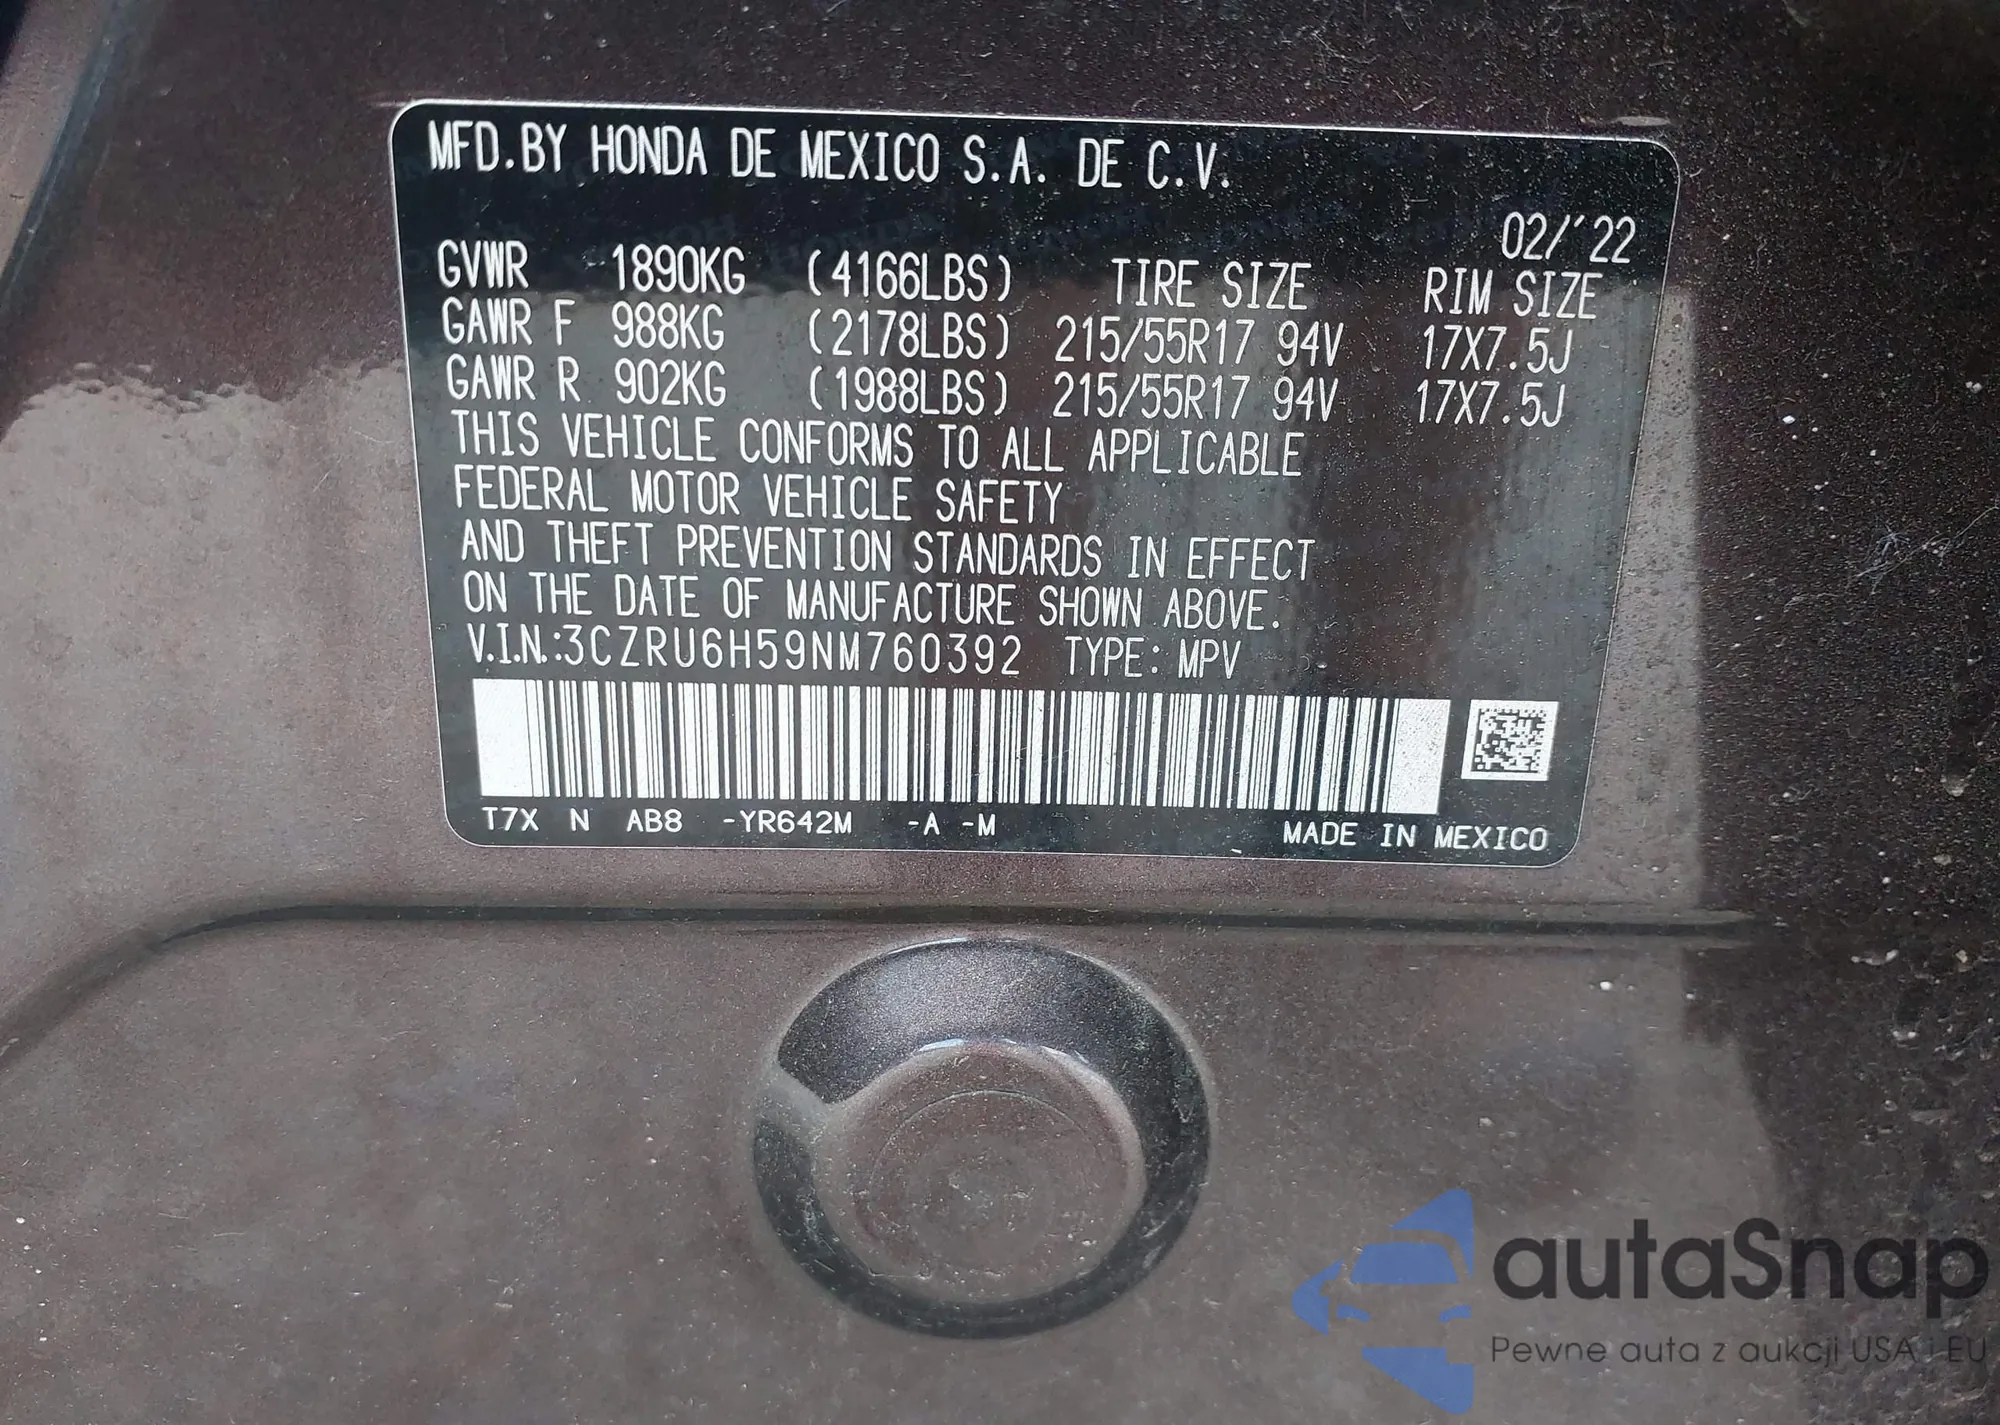 MFD.BY HONDA DE MEXICO S.A. DE C.V.
02/'22
GVWR 1890KG (4166LBS) TIRE SIZE RIM SIZE
GAWR F 988KG (2178LBS) 215/55R17 94V 17X7.5J
GAWR R 902KG (1988LBS) 215/55R17 94V 17X7.5J
THIS VEHICLE CONFORMS TO ALL APPLICABLE
FEDERAL MOTOR VEHICLE SAFETY
AND THEFT PREVENTION STANDARDS IN EFFECT
ON THE DATE OF MANUFACTURE SHOWN ABOVE.
V.I.N.:3CZRU6H59NM760392 TYPE: MPV
T7X N AB8 -YR642M -A -M MADE IN MEXICO
autaSnap
Pewne auta z aukcji USA i EU